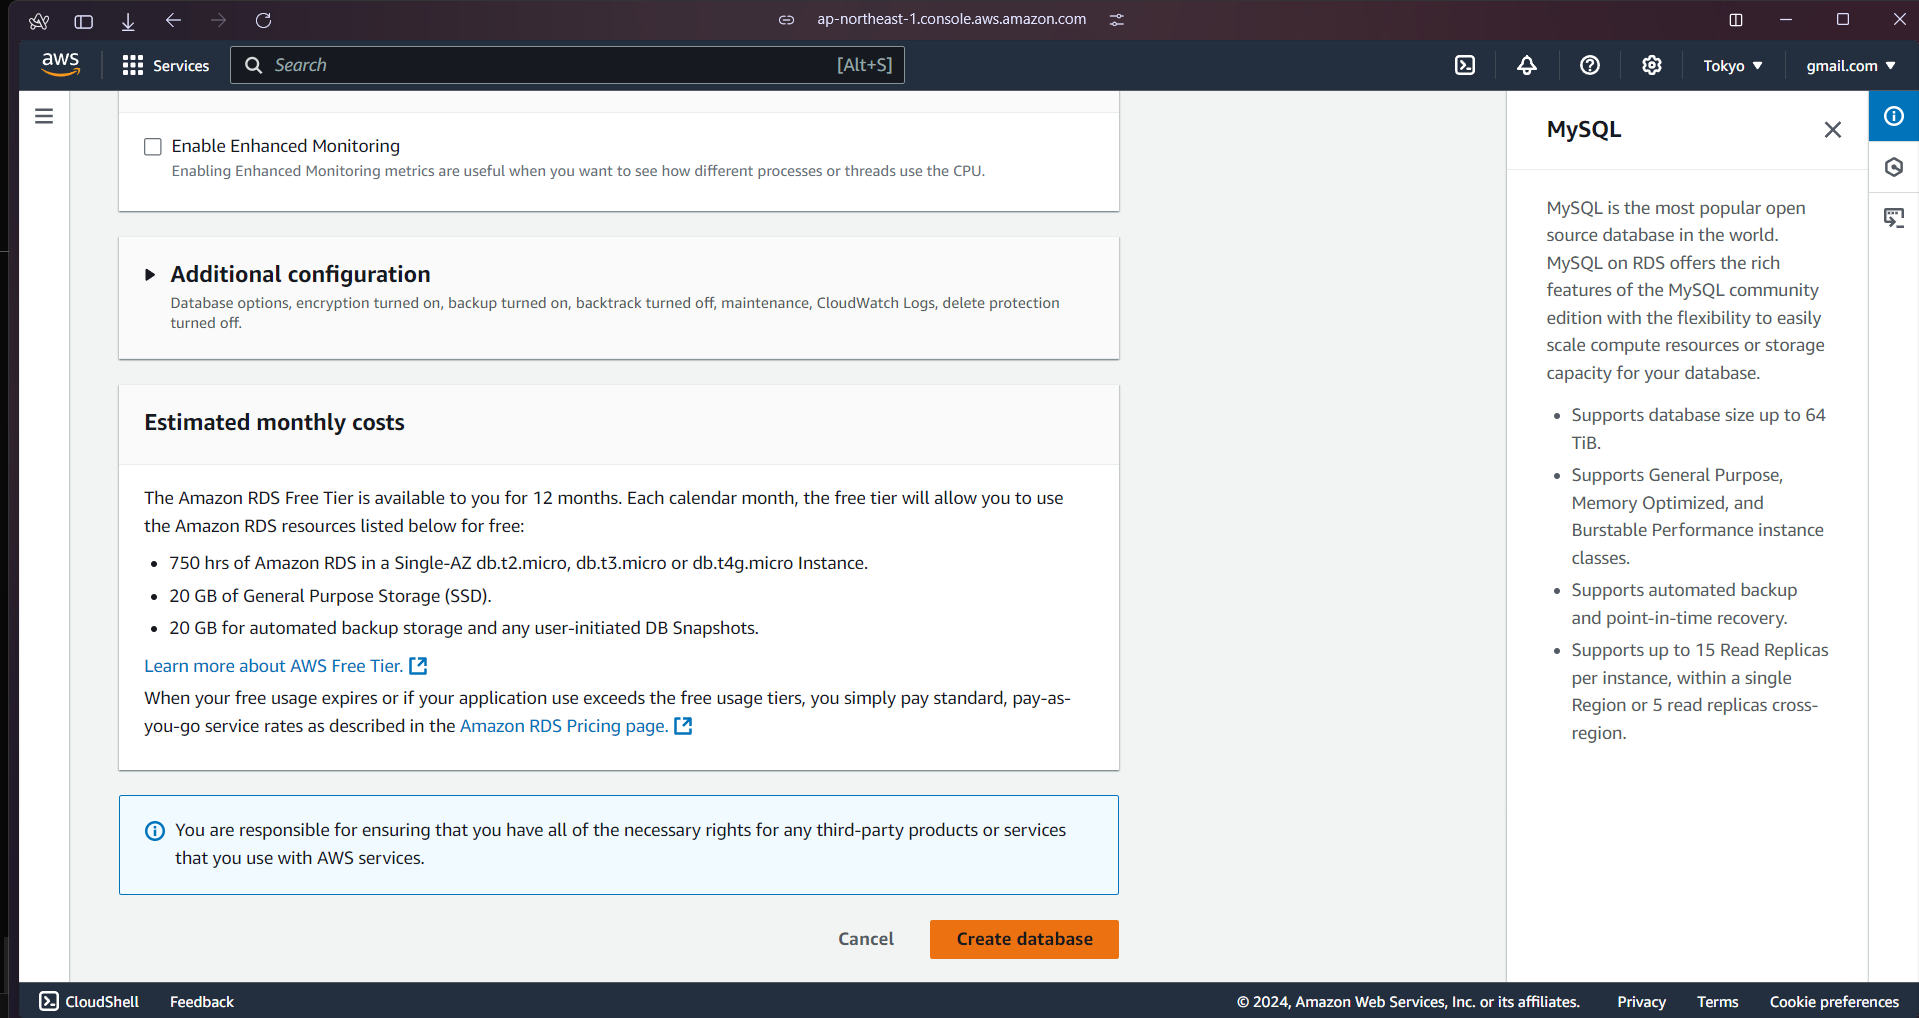 ap-northeast-1.console.aws.amazon.com
aws
Services
Search
[Alt+S]
Tokyo
gmail.com
Enable Enhanced Monitoring
Enabling Enhanced Monitoring metrics are useful when you want to see how different processes or threads use the CPU.
Additional configuration
Database options, encryption turned on, backup turned on, backtrack turned off, maintenance, CloudWatch Logs, delete protection
turned off.
Estimated monthly costs
The Amazon RDS Free Tier is available to you for 12 months. Each calendar month, the free tier will allow you to use
the Amazon RDS resources listed below for free:
• 750 hrs of Amazon RDS in a Single-AZ db.t2.micro, db.t3.micro or db.t4g.micro Instance.
• 20 GB of General Purpose Storage (SSD).
• 20 GB for automated backup storage and any user-initiated DB Snapshots.
Learn more about AWS Free Tier.
When your free usage expires or if your application use exceeds the free usage tiers, you simply pay standard, pay-as-
you-go service rates as described in the Amazon RDS Pricing page.
You are responsible for ensuring that you have all of the necessary rights for any third-party products or services
that you use with AWS services.
Cancel
Create database
MySQL
MySQL is the most popular open
source database in the world.
MySQL on RDS offers the rich
features of the MySQL community
edition with the flexibility to easily
scale compute resources or storage
capacity for your database.
• Supports database size up to 64
TiB.
• Supports General Purpose,
Memory Optimized, and
Burstable Performance instance
classes.
• Supports automated backup
and point-in-time recovery.
• Supports up to 15 Read Replicas
per instance, within a single
Region or 5 read replicas cross-
region.
CloudShell
Feedback
© 2024, Amazon Web Services, Inc. or its affiliates.
Privacy
Terms
Cookie preferences